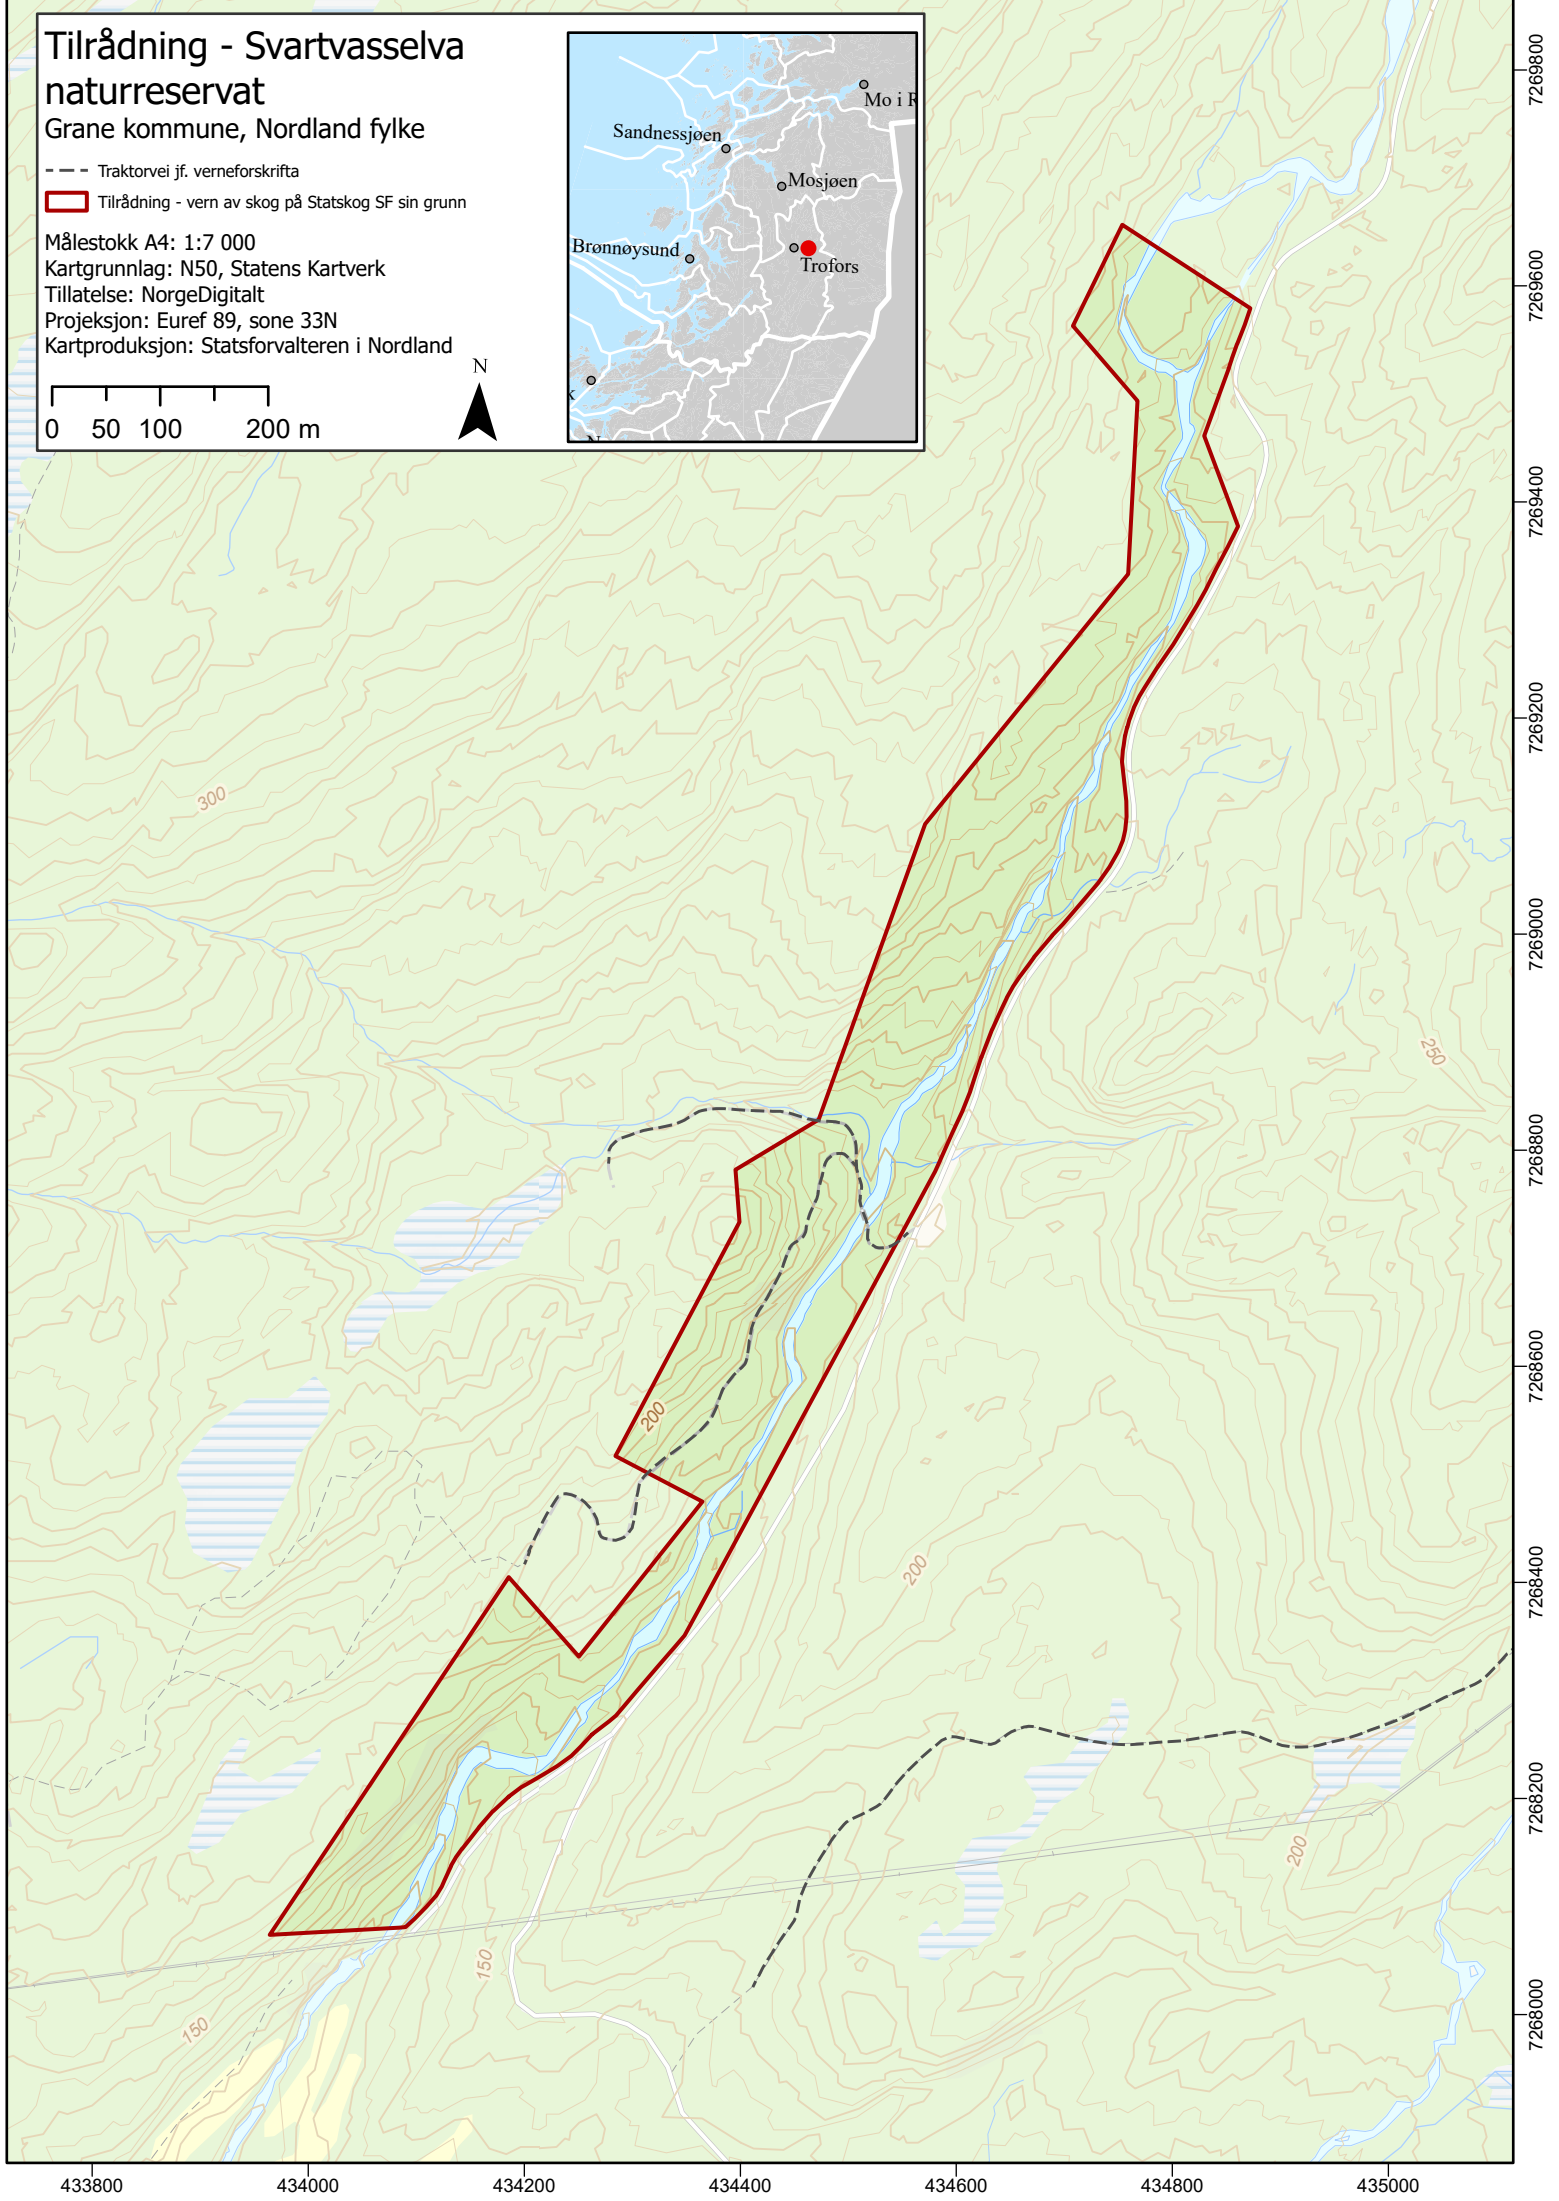 Tilrådning - Svartvasselva
naturreservat
Grane kommune, Nordland fylke
Traktorvei jf. verneforskrifta
Tilrådning - vern av skog på Statskog SF sin grunn
Målestokk A4: 1:7 000
Kartgrunnlag: N50, Statens Kartverk
Tillatelse: NorgeDigitalt
Projeksjon: Euref 89, sone 33N
Kartproduksjon: Statsforvalteren i Nordland
N
0 50 100 200 m
Mo i R
Sandnessjøen
Mosjøen
Brønnøysund
Trofors
k
N
300
250
200
200
200
150
150
7269800
7269600
7269400
7269200
7269000
7268800
7268600
7268400
7268200
7268000
433800 434000 434200 434400 434600 434800 435000